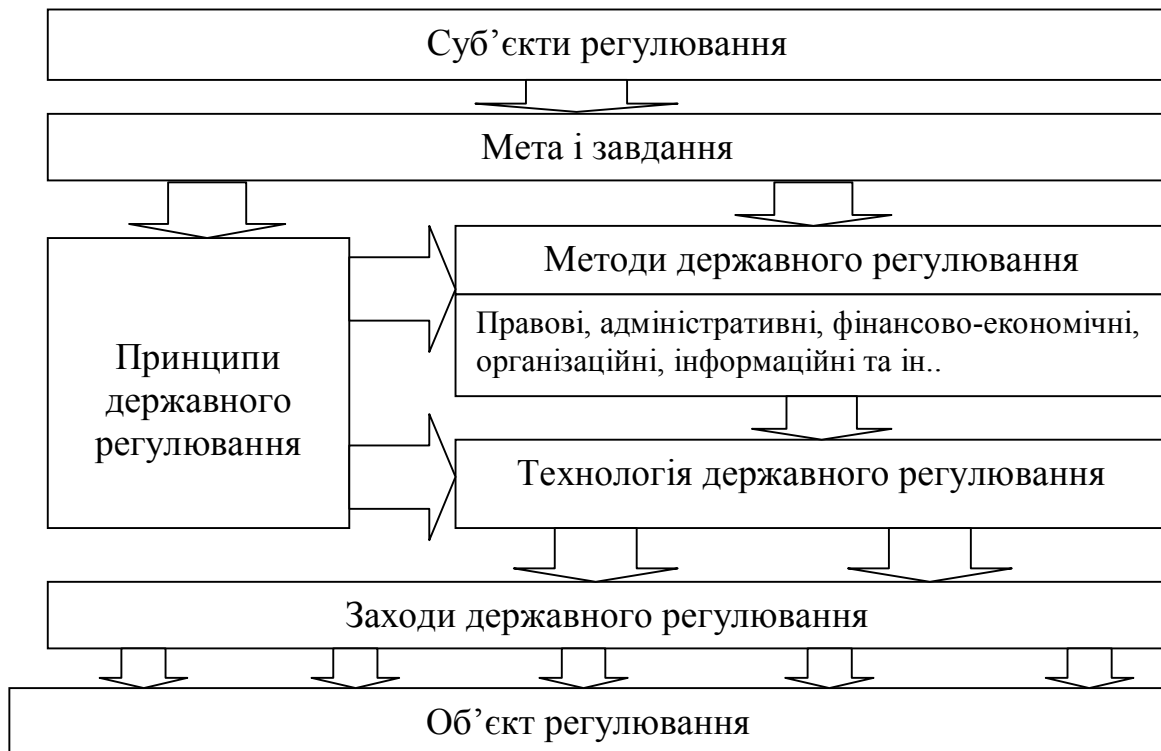 Суб’єкти регулювання
Мета і завдання
Принципи
державного
регулювання
Методи державного регулювання
Правові, адміністративні, фінансово-економічні,
організаційні, інформаційні та ін..
Технологія державного регулювання
Заходи державного регулювання
Об’єкт регулювання